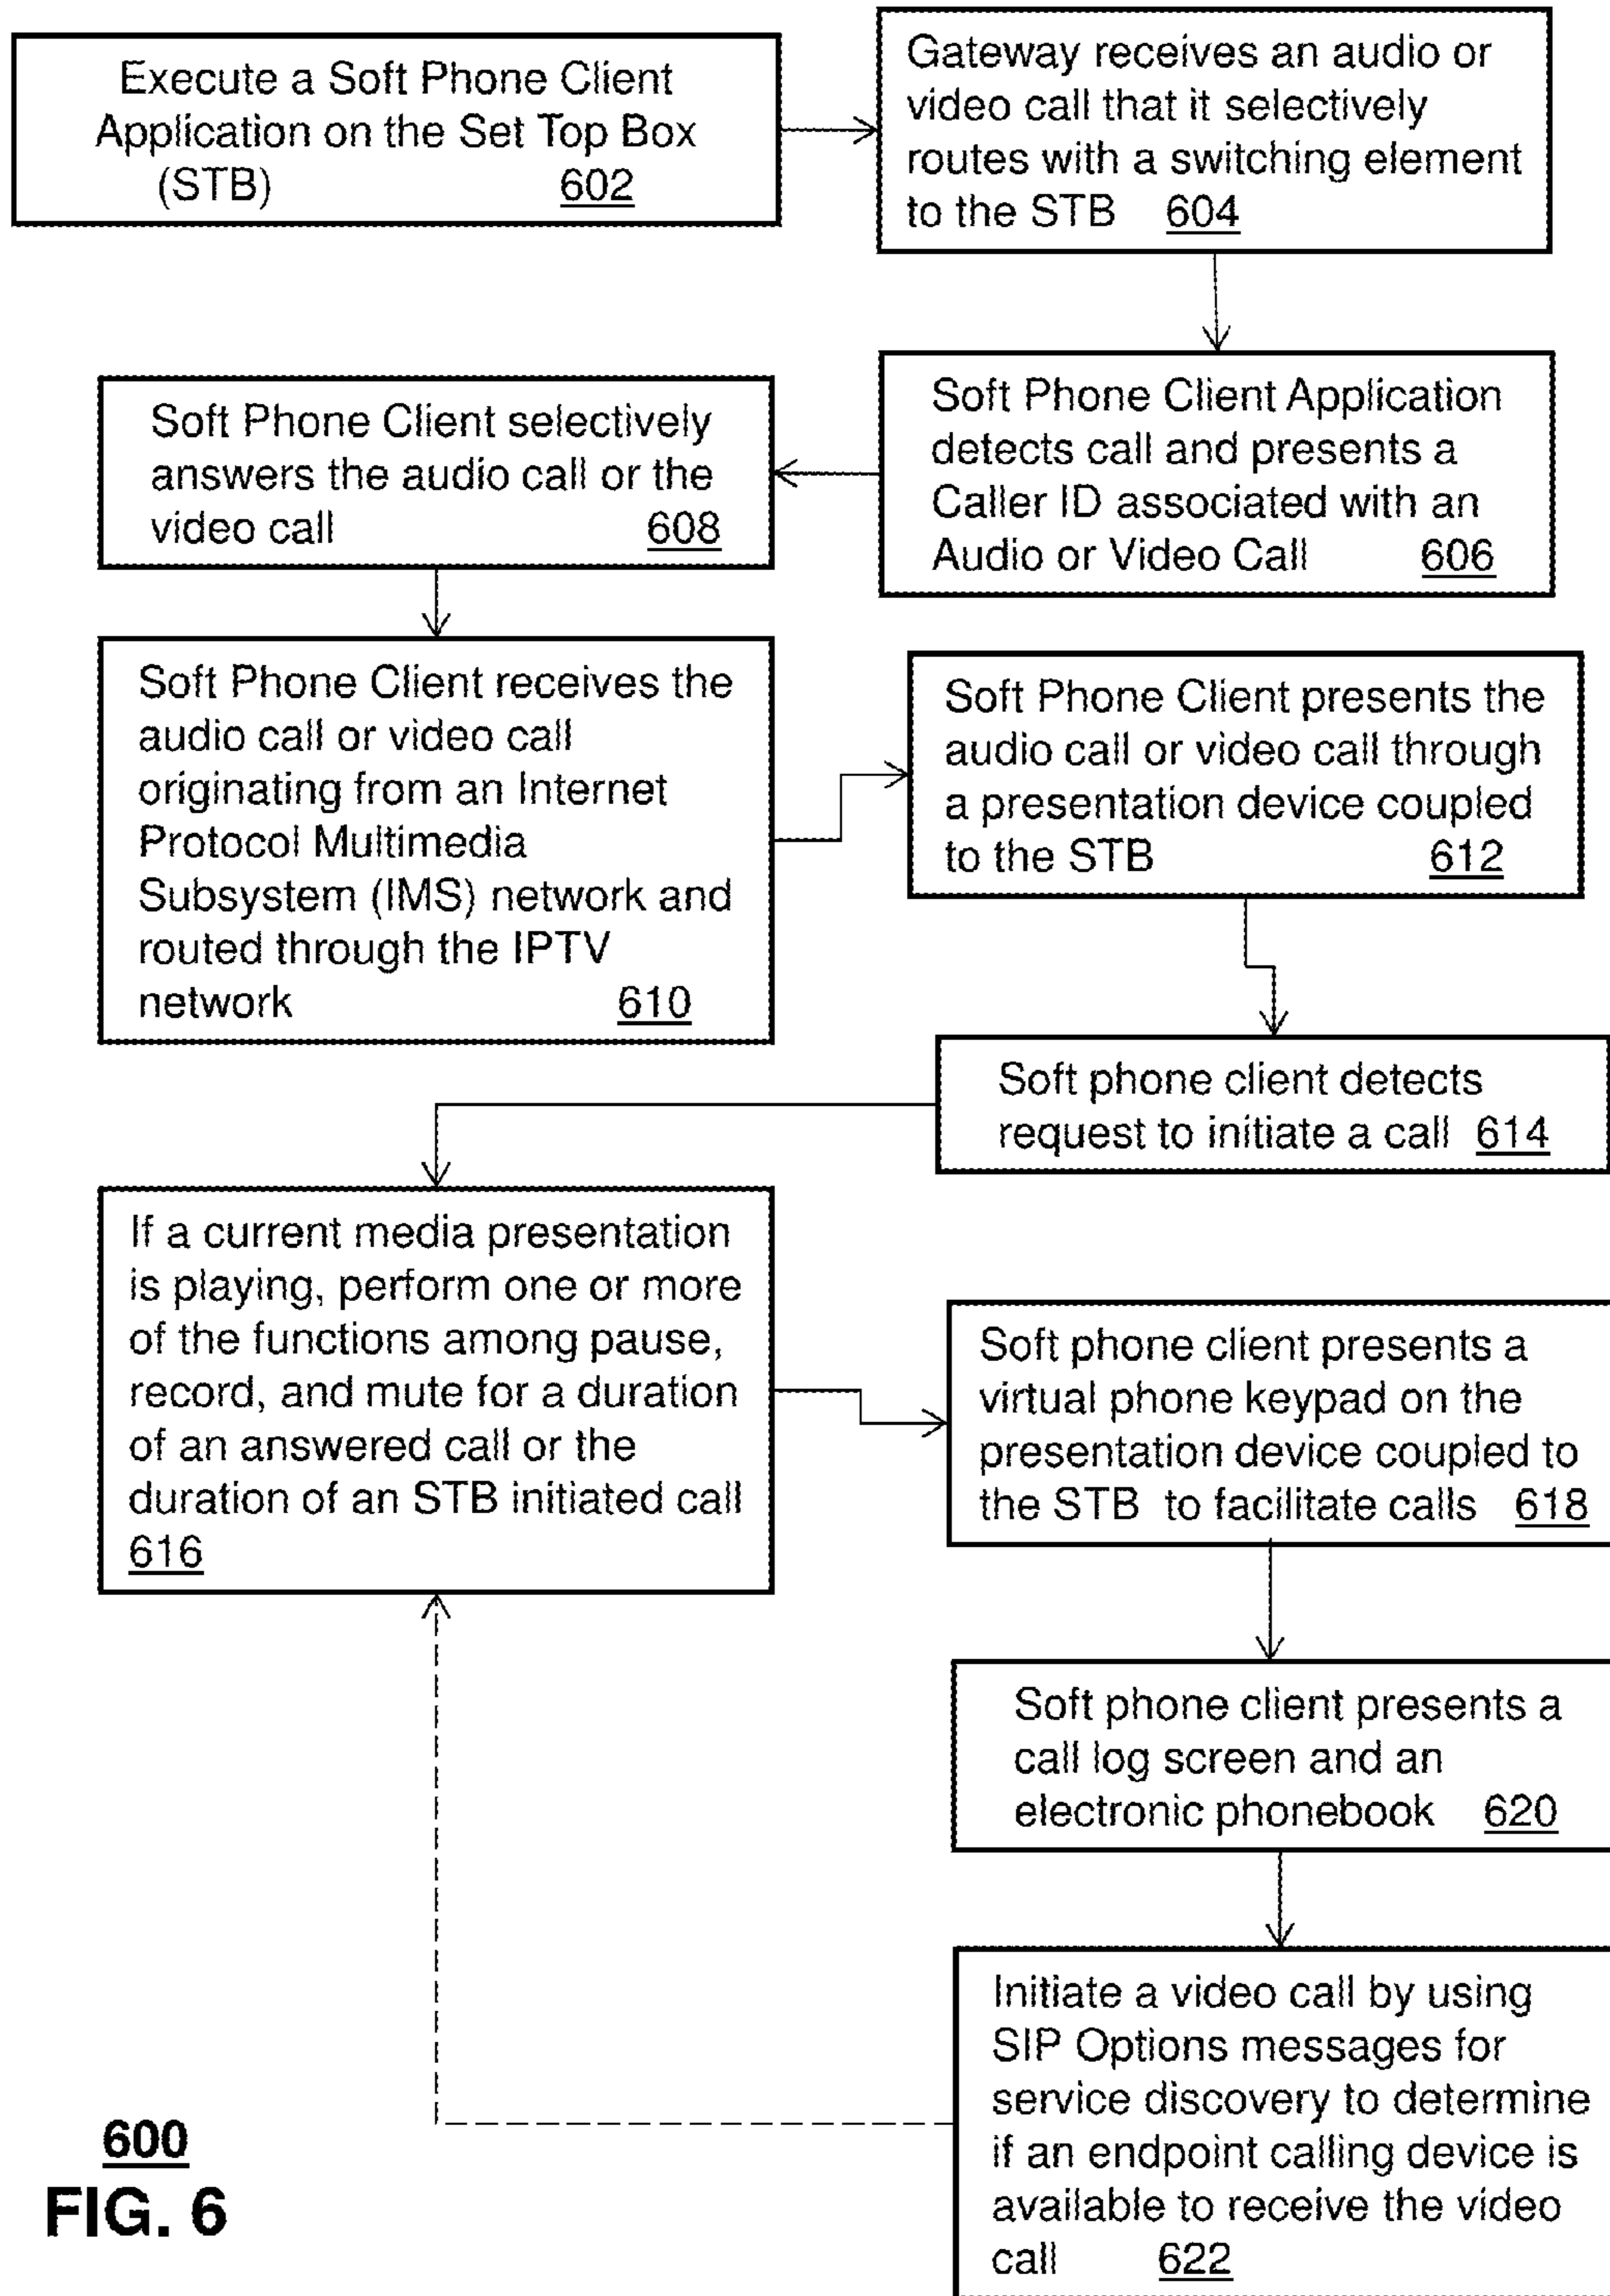 Execute a Soft Phone Client
Application on the Set Top Box
(STB) 602
Gateway receives an audio or
video call that it selectively
routes with a switching element
to the STB 604
Soft Phone Client Application
detects call and presents a
Caller ID associated with an
Audio or Video Call 606
Soft Phone Client selectively
answers the audio call or the
video call 608
Soft Phone Client receives the
audio call or video call
originating from an Internet
Protocol Multimedia
Subsystem (IMS) network and
routed through the IPTV
network 610
Soft Phone Client presents the
audio call or video call through
a presentation device coupled
to the STB 612
Soft phone client detects
request to initiate a call 614
If a current media presentation
is playing, perform one or more
of the functions among pause,
record, and mute for a duration
of an answered call or the
duration of an STB initiated call
616
Soft phone client presents a
virtual phone keypad on the
presentation device coupled to
the STB to facilitate calls 618
Soft phone client presents a
call log screen and an
electronic phonebook 620
Initiate a video call by using
SIP Options messages for
service discovery to determine
if an endpoint calling device is
available to receive the video
call 622
600
FIG. 6